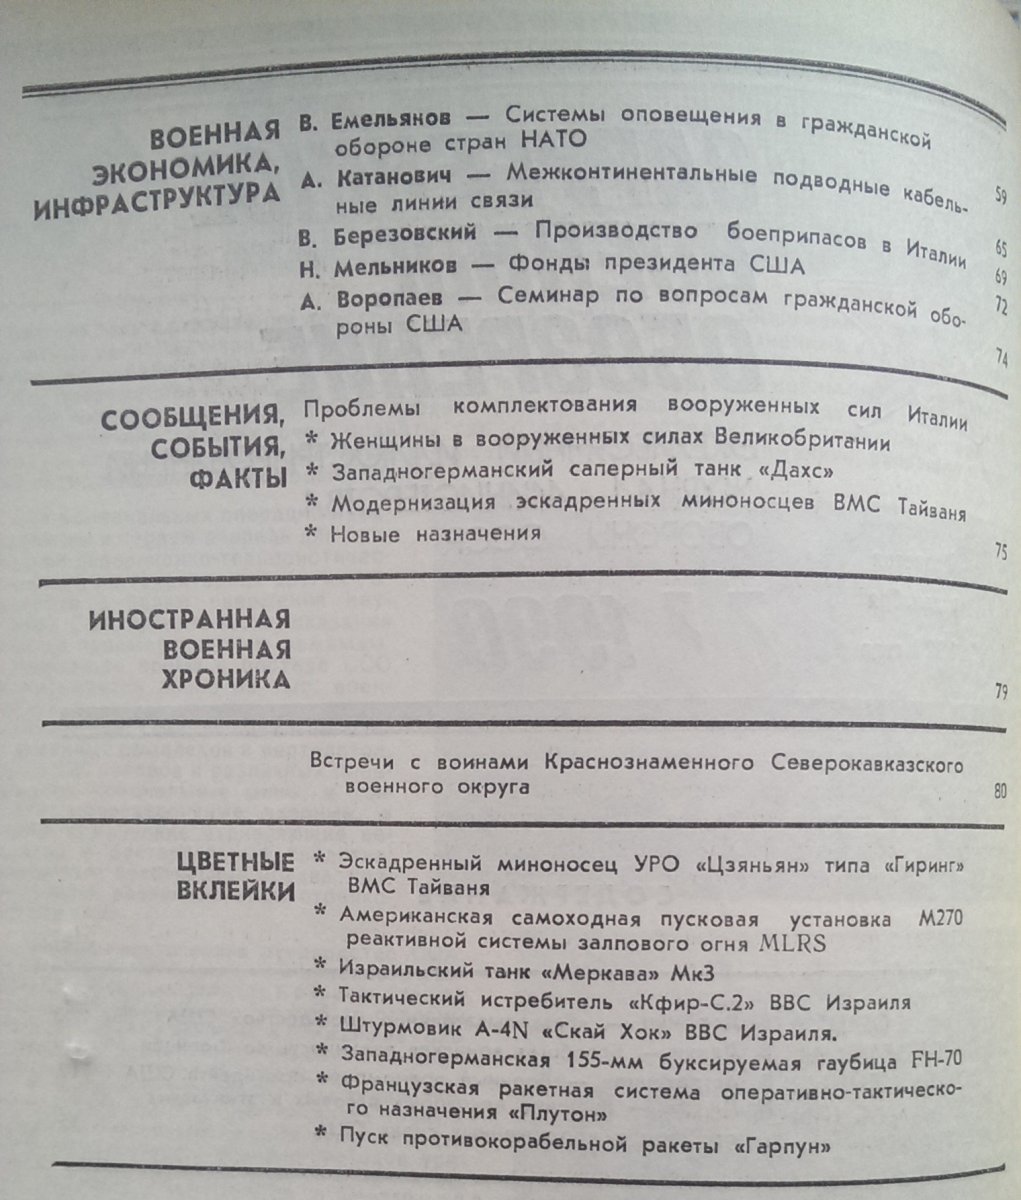 ВОЕННАЯ
ЭКОНОМИКА,
ИНФРАСТРУКТУРА
В. Емельянов — Системы оповещения в гражданской
обороне стран НАТО
59
А. Катанович — Межконтинентальные подводные кабель-
ные линии связи
65
В. Березовский — Производство боеприпасов в Италии
69
Н. Мельников — Фонды президента США
72
А. Воропаев — Семинар по вопросам гражданской обо-
роны США
74
СООБЩЕНИЯ,
СОБЫТИЯ,
ФАКТЫ
Проблемы комплектования вооруженных сил Италии
* Женщины в вооруженных силах Великобритании
* Западногерманский саперный танк «Дахс»
* Модернизация эскадренных миноносцев ВМС Тайваня
* Новые назначения
75
ИНОСТРАННАЯ
ВОЕННАЯ
ХРОНИКА
79
Встречи с воинами Краснознаменного Северокавказского
военного округа
80
ЦВЕТНЫЕ
ВКЛЕЙКИ
* Эскадренный миноносец УРО «Цзяньян» типа «Гиринг»
ВМС Тайваня
* Американская самоходная пусковая установка М270
реактивной системы залпового огня MLRS
* Израильский танк «Меркава» Мк3
* Тактический истребитель «Кфир-С.2» ВВС Израиля
* Штурмовик А-4N «Скай Хок» ВВС Израиля.
* Западногерманская 155-мм буксируемая гаубица FH-70
* Французская ракетная система оперативно-тактическо-
го назначения «Плутон»
* Пуск противокорабельной ракеты «Гарпун»